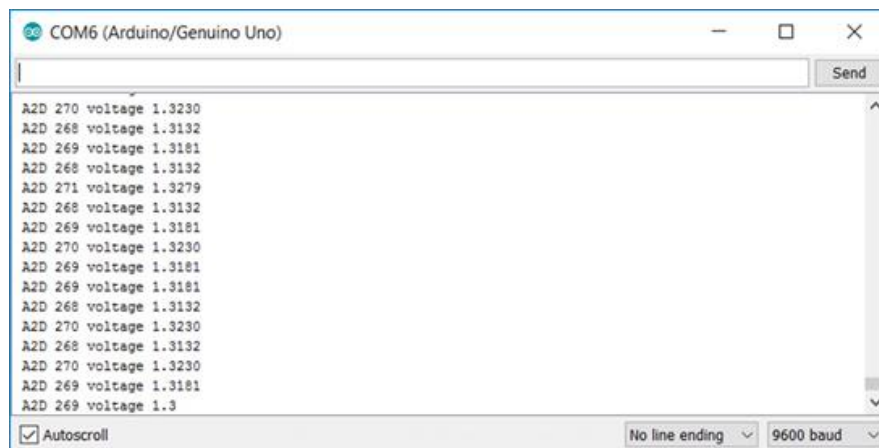 COM6 (Arduino/Genuino Uno)
Send
A2D 270 voltage 1.3230
A2D 268 voltage 1.3132
A2D 269 voltage 1.3181
A2D 268 voltage 1.3132
A2D 271 voltage 1.3279
A2D 268 voltage 1.3132
A2D 269 voltage 1.3181
A2D 270 voltage 1.3230
A2D 269 voltage 1.3181
A2D 269 voltage 1.3181
A2D 268 voltage 1.3132
A2D 270 voltage 1.3230
A2D 268 voltage 1.3132
A2D 270 voltage 1.3230
A2D 269 voltage 1.3181
A2D 269 voltage 1.3
Autoscroll
No line ending
9600 baud